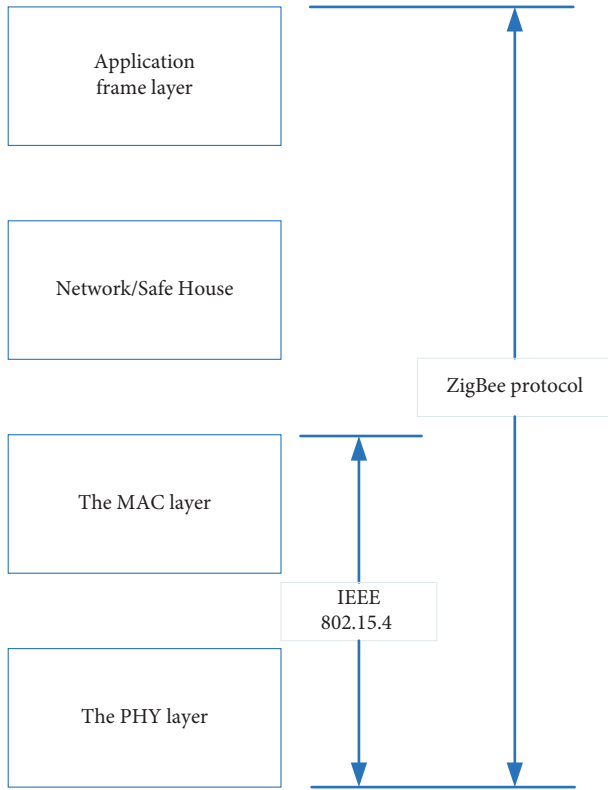 Application
frame layer
Network/Safe House
ZigBee protocol
The MAC layer
IEEE
802.15.4
The PHY layer